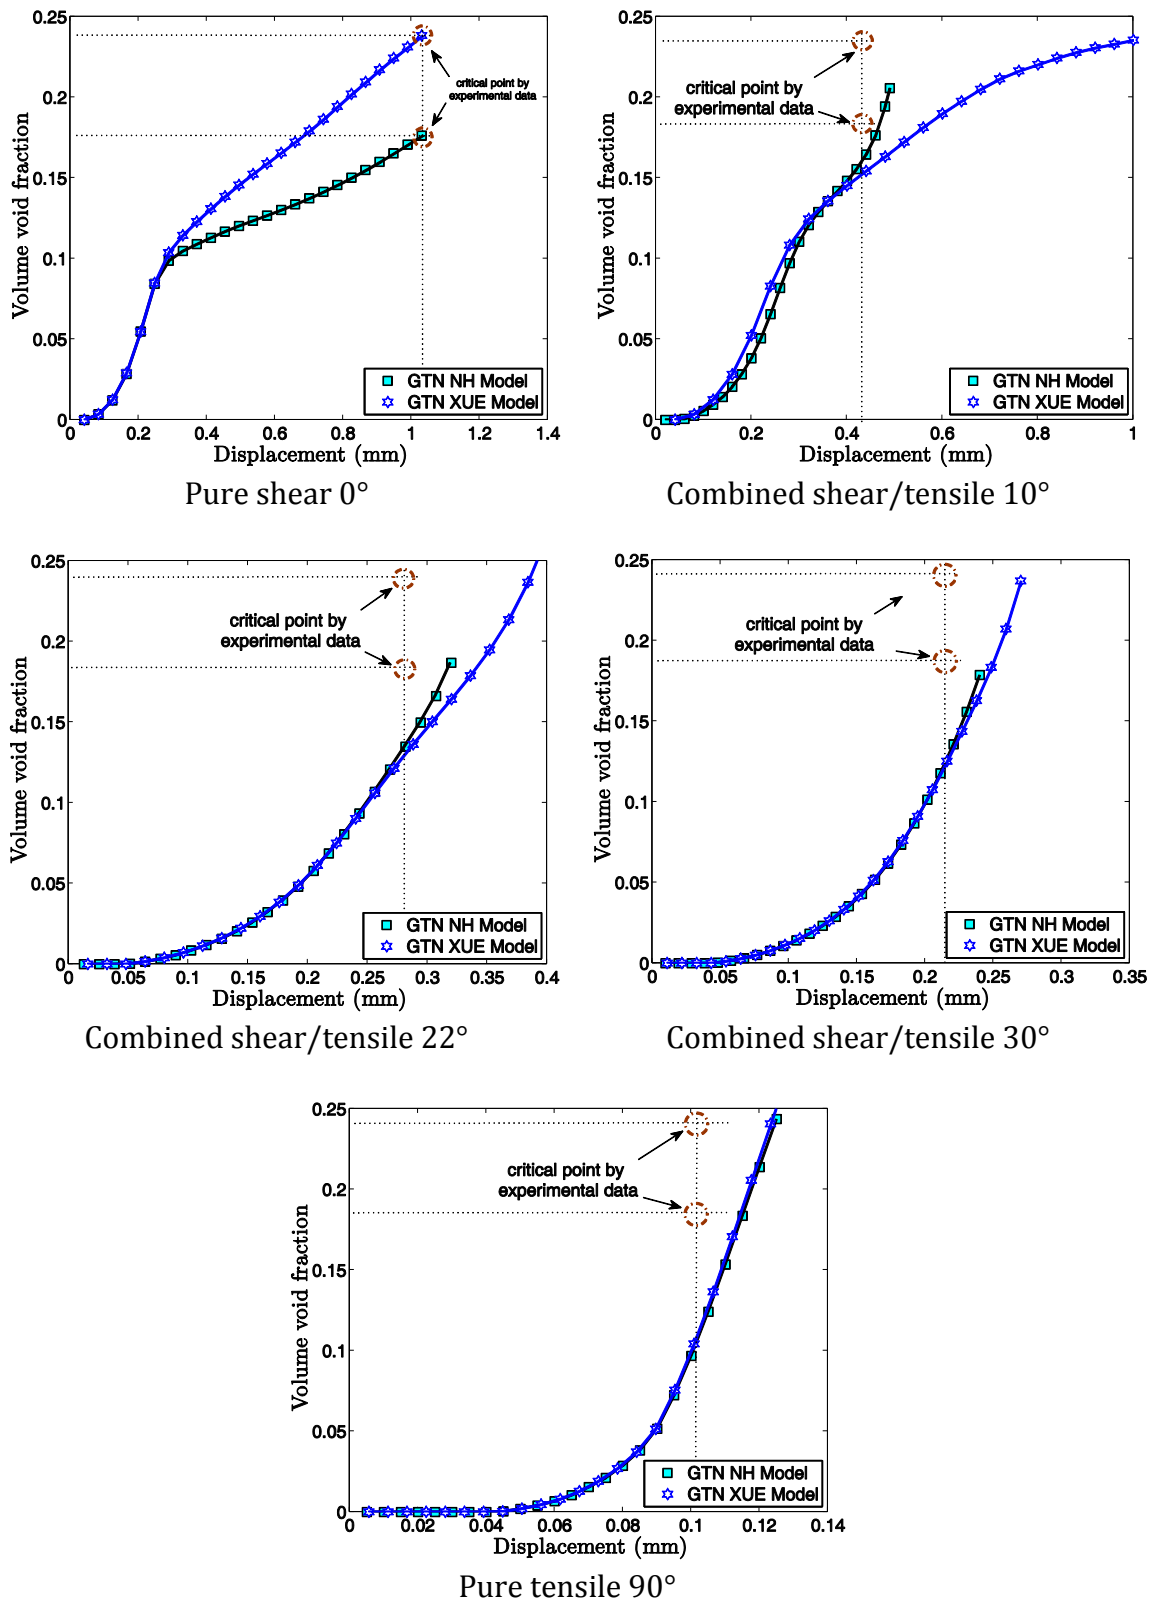 0.25
0.2
0.15
0.1
0.05
0
Volume void fraction
critical point by
experimental data
GTN NH Model
GTN XUE Model
0 0.2 0.4 0.6 0.8 1 1.2 1.4
Displacement (mm)
Pure shear 0°
0.25
0.2
0.15
0.1
0.05
0
Volume void fraction
critical point by
experimental data
GTN NH Model
GTN XUE Model
0 0.2 0.4 0.6 0.8 1
Displacement (mm)
Combined shear/tensile 10°
0.25
0.2
0.15
0.1
0.05
0
Volume void fraction
critical point by
experimental data
GTN NH Model
GTN XUE Model
0 0.05 0.1 0.15 0.2 0.25 0.3 0.35 0.4
Displacement (mm)
Combined shear/tensile 22°
0.25
0.2
0.15
0.1
0.05
0
Volume void fraction
critical point by
experimental data
GTN NH Model
GTN XUE Model
0 0.05 0.1 0.15 0.2 0.25 0.3 0.35
Displacement (mm)
Combined shear/tensile 30°
0.25
0.2
0.15
0.1
0.05
0
Volume void fraction
critical point by
experimental data
GTN NH Model
GTN XUE Model
0 0.02 0.04 0.06 0.08 0.1 0.12 0.14
Displacement (mm)
Pure tensile 90°